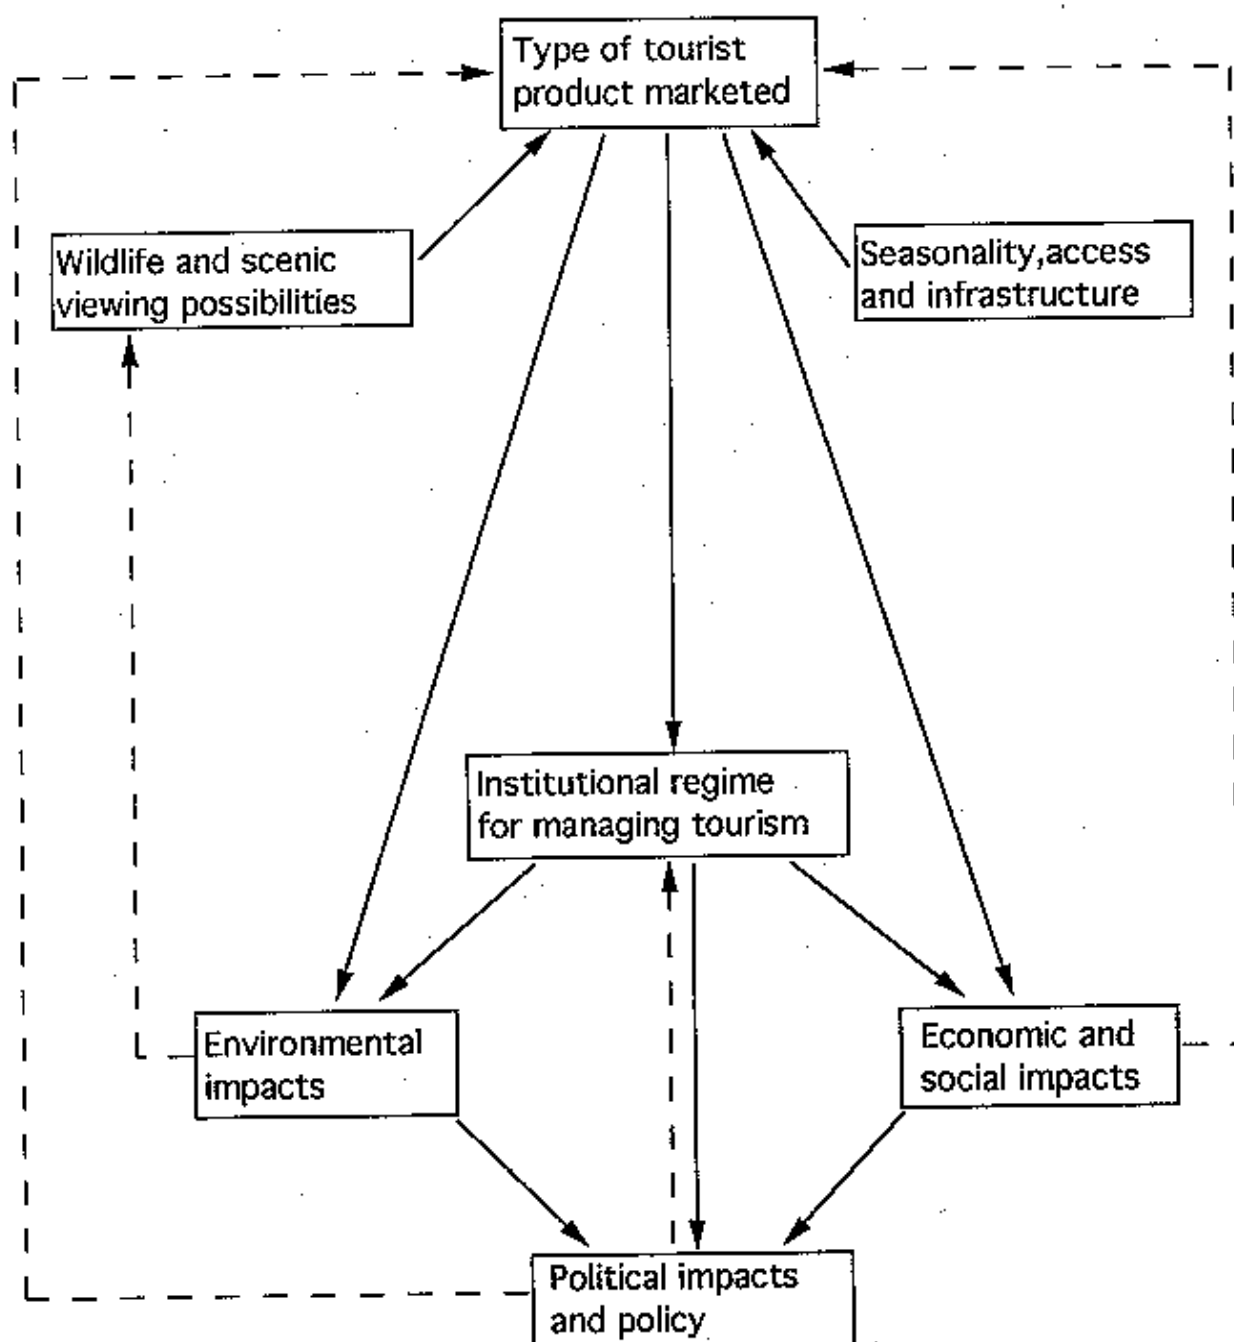 Type of tourist
product marketed
Wildlife and scenic
viewing possibilities
Seasonality,access
and infrastructure
Institutional regime
for managing tourism
Environmental
impacts
Economic and
social impacts
Political impacts
and policy